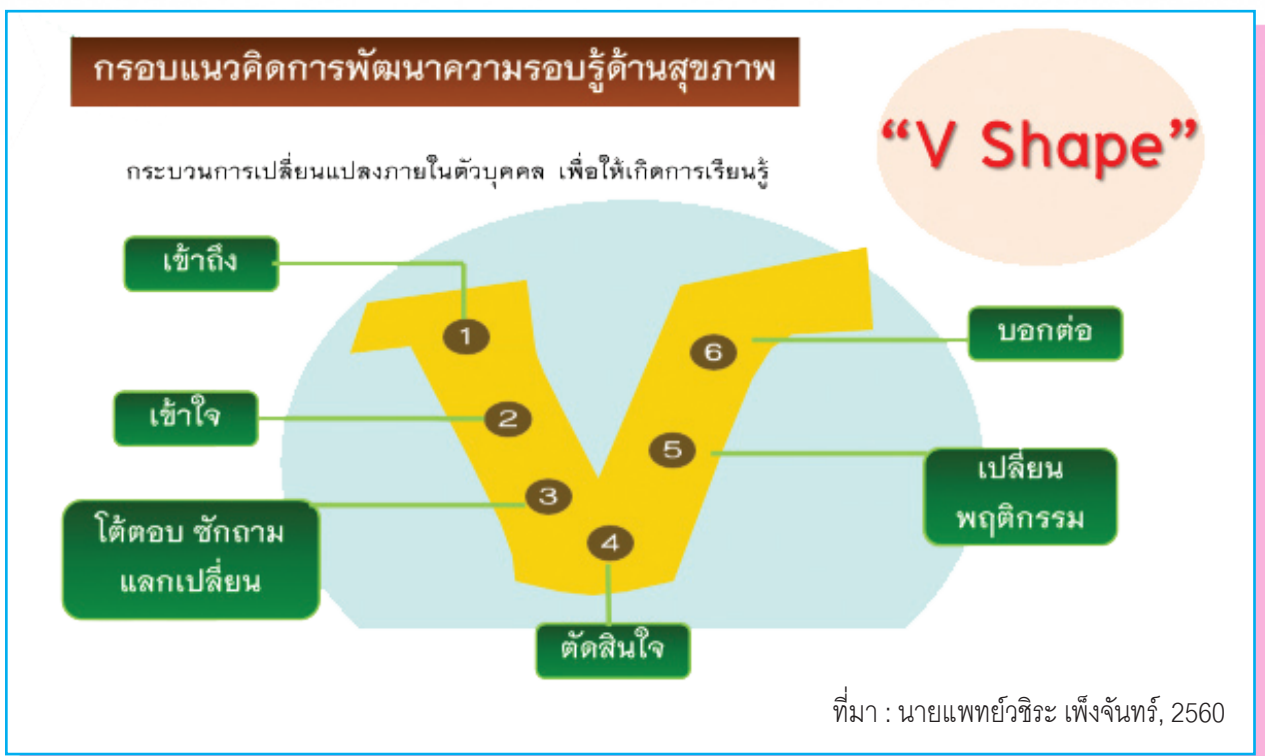 กรอบแนวคิดการพัฒนาความรอบรู้ด้านสุขภาพ
“V Shape”
กระบวนการเปลี่ยนแปลงภายในตัวบุคคล เพื่อให้เกิดการเรียนรู้
เข้าถึง
1
เข้าใจ
2
โต้ตอบ ซักถาม
แลกเปลี่ยน
3
4
ตัดสินใจ
5
เปลี่ยน
พฤติกรรม
6
บอกต่อ
ที่มา : นายแพทย์วชิระ เพ็งจันทร์, 2560